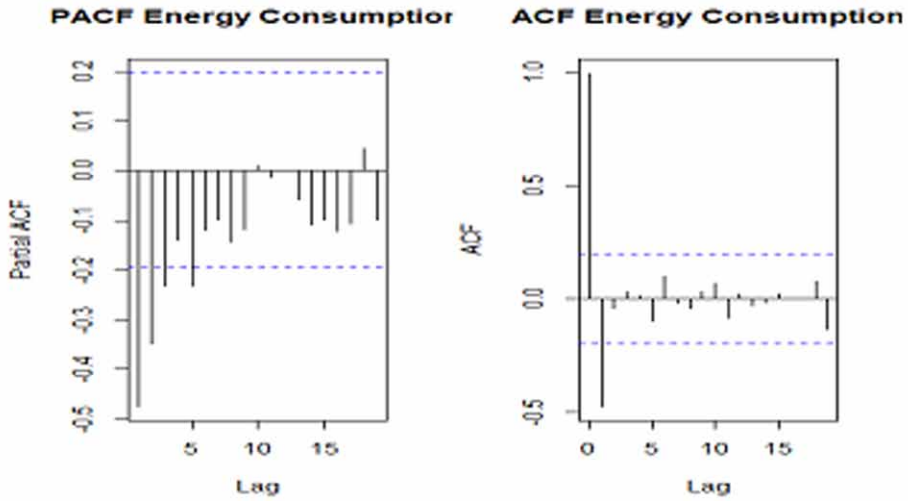 PACF Energy Consumption
ACF Energy Consumption
Partial ACF
0.2
0.1
0.0
-0.1
-0.2
-0.3
-0.4
-0.5
5 10 15
Lag
ACF
1.0
0.5
0.0
-0.5
0 5 10 15
Lag